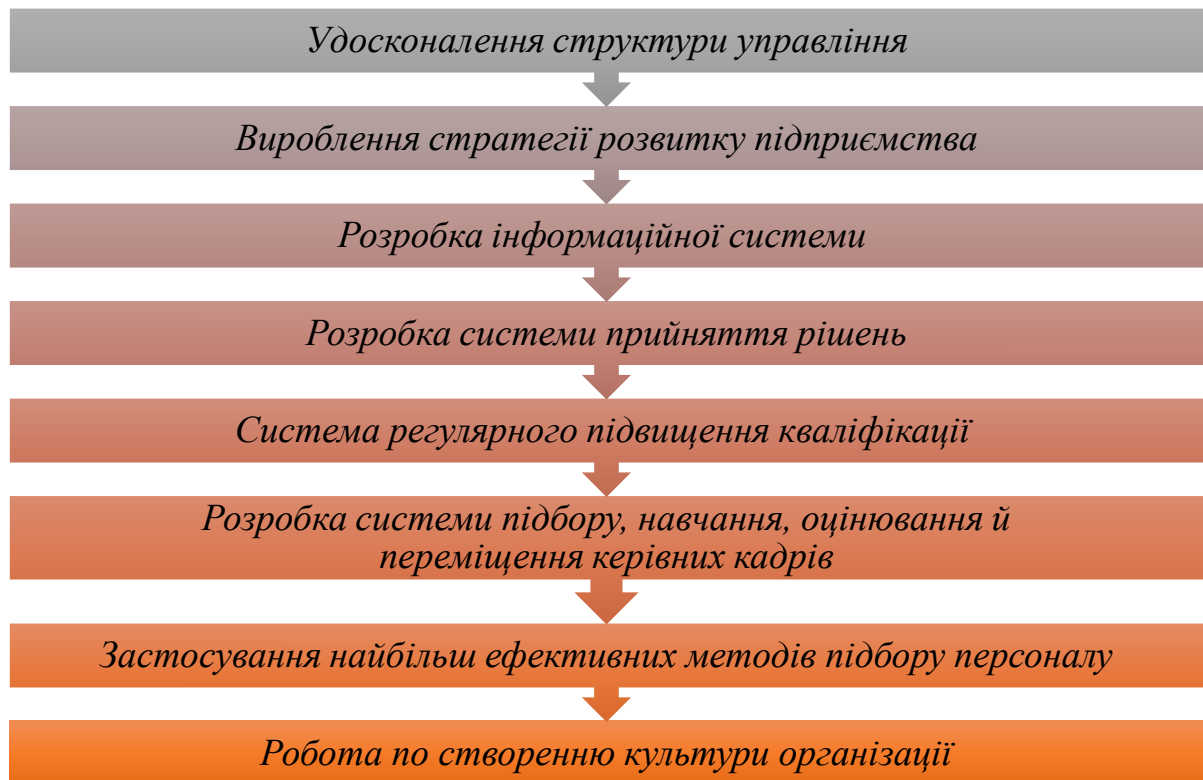 Удосконалення структури управління
Вироблення стратегії розвитку підприємства
Розробка інформаційної системи
Розробка системи прийняття рішень
Система регулярного підвищення кваліфікації
Розробка системи підбору, навчання, оцінювання й
переміщення керівних кадрів
Застосування найбільш ефективних методів підбору персоналу
Робота по створенню культури організації